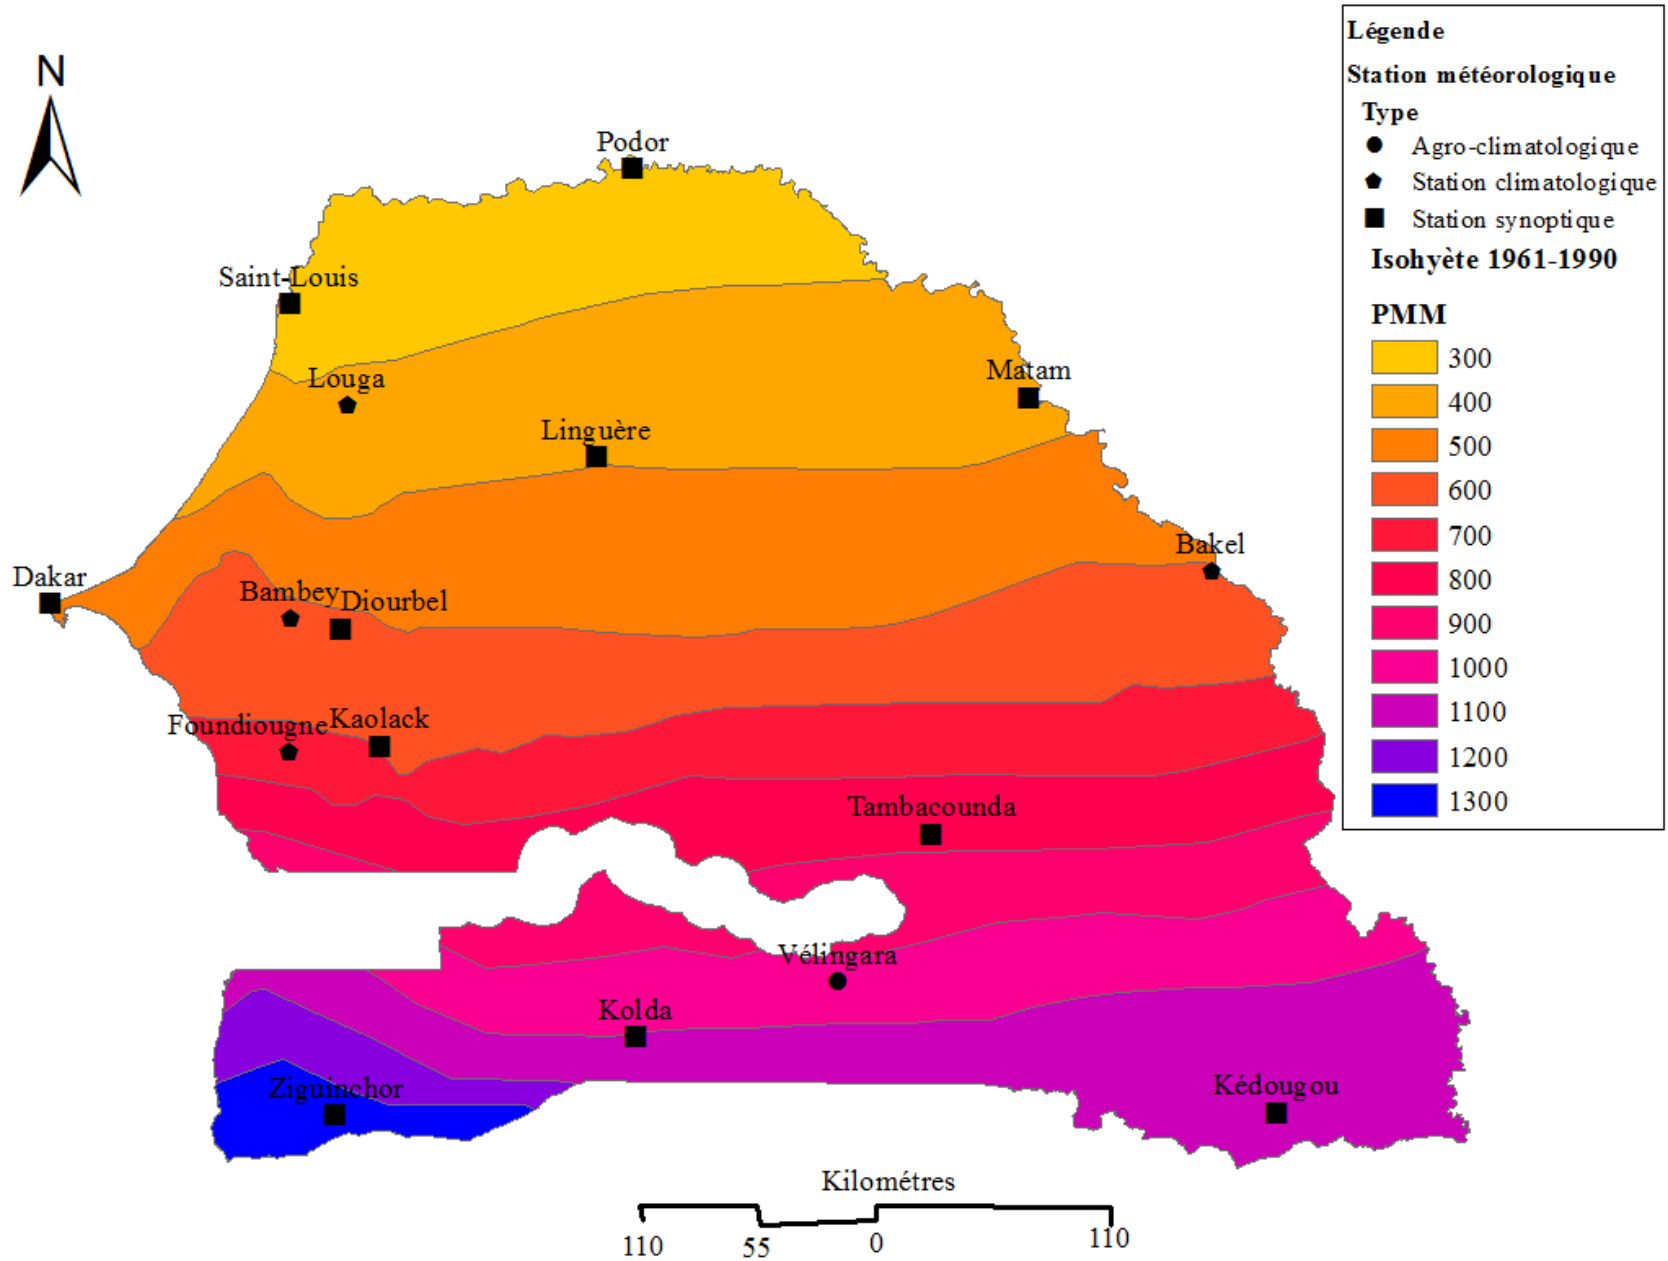 N
Podor
Saint-Louis
Louga
Matam
Linguère
Bakel
Dakar
Bambey
Diourbel
Foundiougne
Kaolack
Tambacounda
Vélingara
Kolda
Ziguinchor
Kédougou
Kilométres
110 55 0 110
Légende
Station météorologique
Type
Agro-climatologique
Station climatologique
Station synoptique
Isohyète 1961-1990
PMM
300
400
500
600
700
800
900
1000
1100
1200
1300